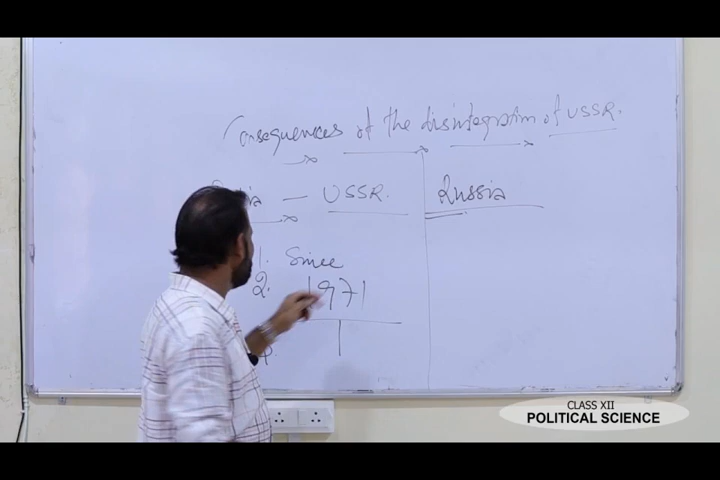 Consequences of the disintegration of USSR.
— USSR.
Russia
1. Since
2. 1971
CLASS XII
POLITICAL SCIENCE